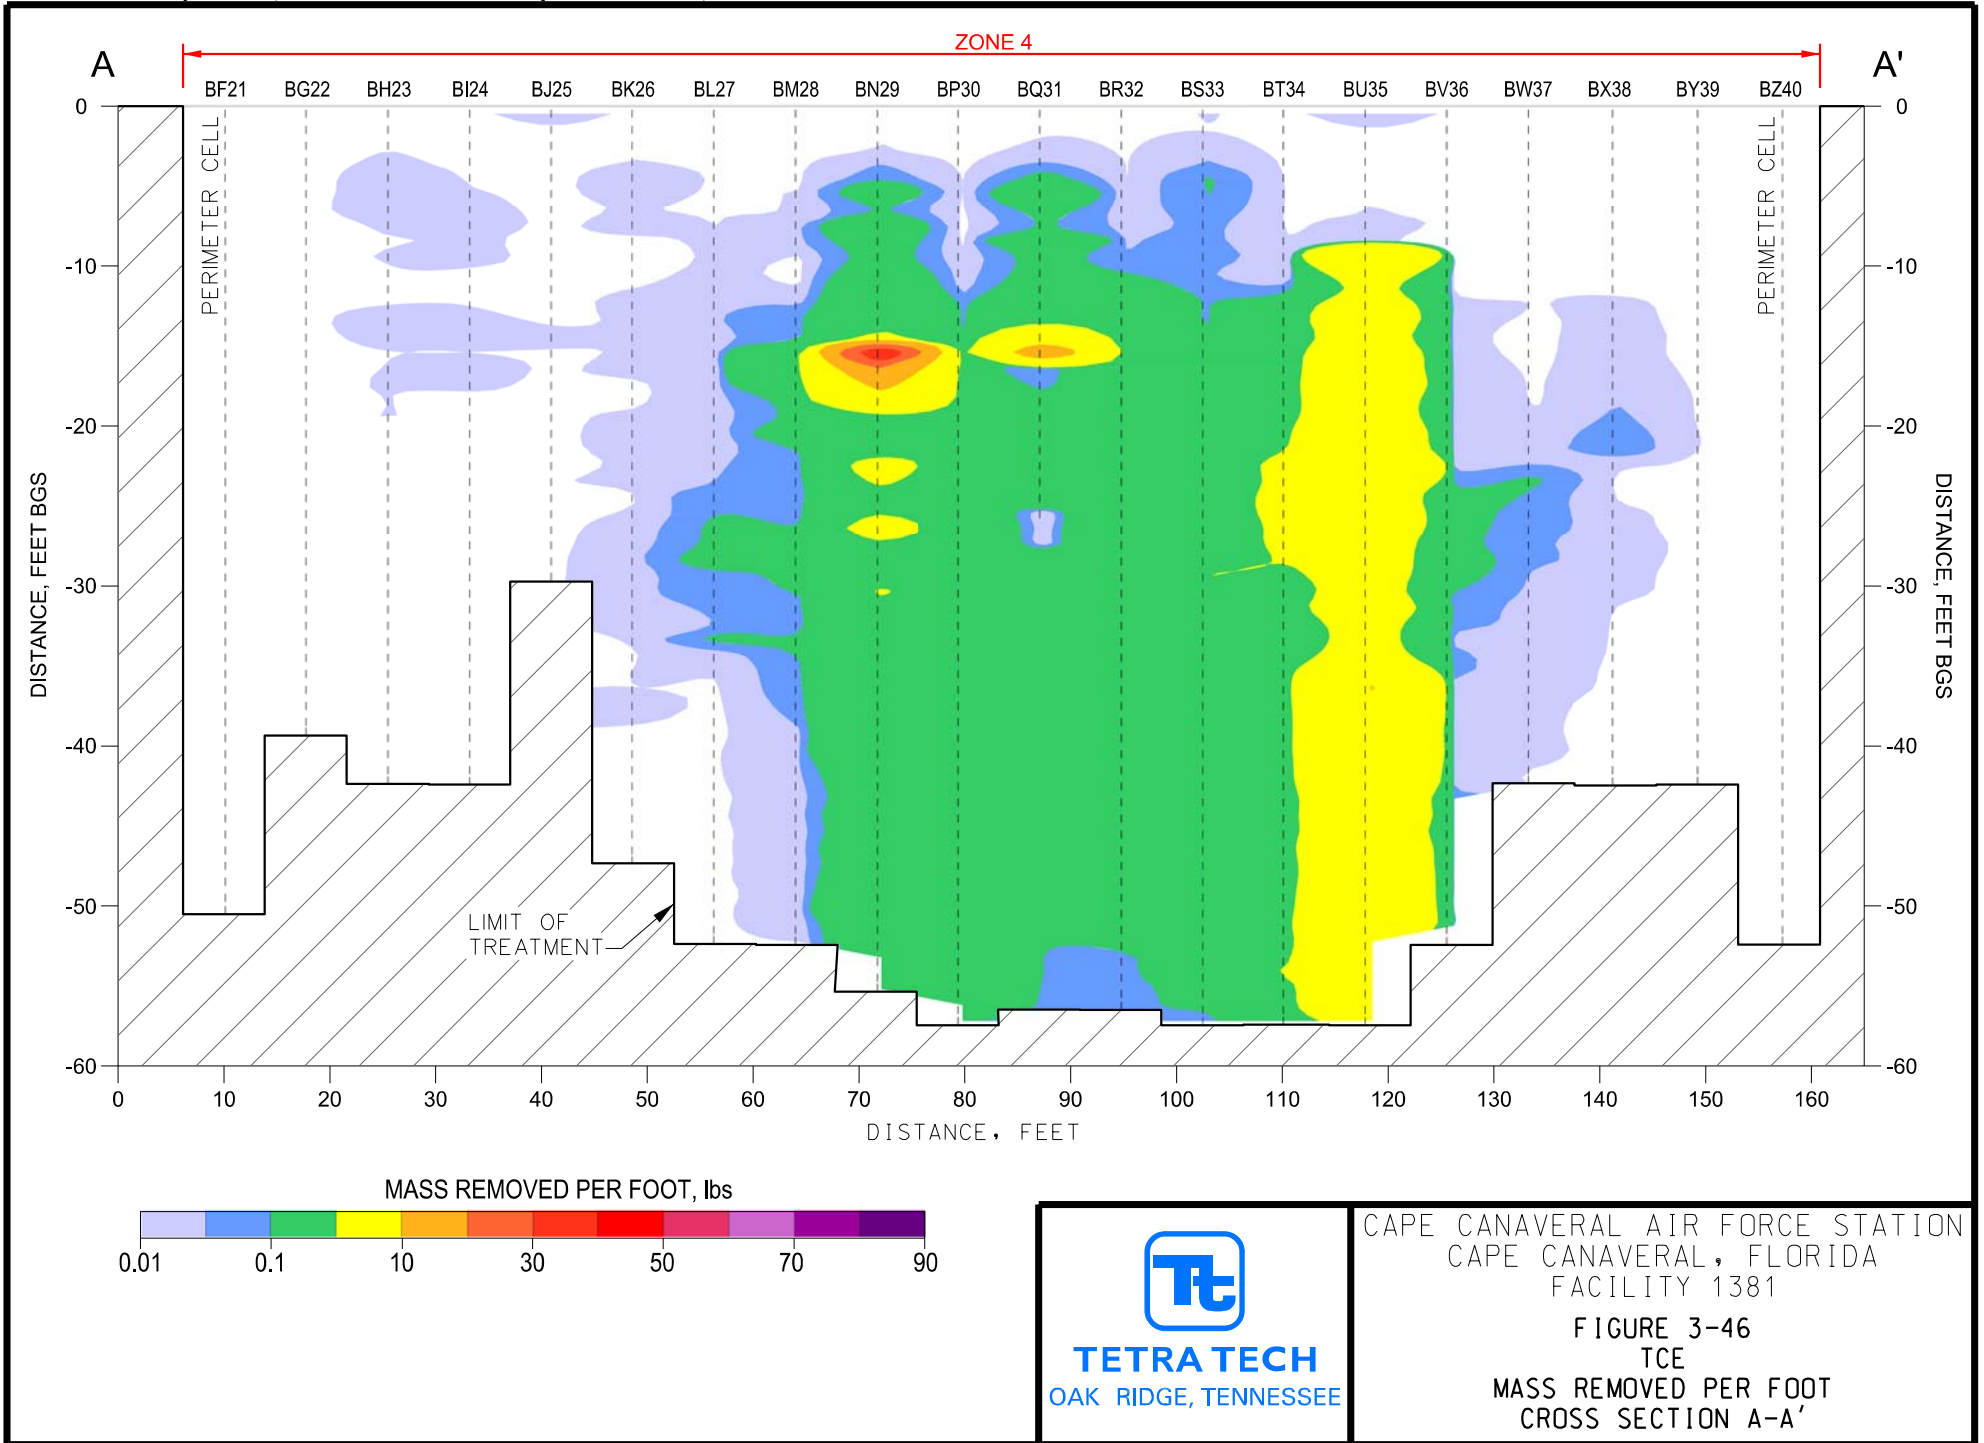 ZONE 4
A
A'
BF21 BG22 BH23 BI24 BJ25 BK26 BL27 BM28 BN29 BP30 BQ31 BR32 BS33 BT34 BU35 BV36 BW37 BX38 BY39 BZ40
PERIMETER CELL
PERIMETER CELL
0
-10
-20
-30
-40
-50
-60
DISTANCE, FEET BGS
0
-10
-20
-30
-40
-50
-60
DISTANCE, FEET BGS
LIMIT OF
TREATMENT
0 10 20 30 40 50 60 70 80 90 100 110 120 130 140 150 160
DISTANCE, FEET
MASS REMOVED PER FOOT, lbs
0.01 0.1 10 30 50 70 90
Tt
TETRA TECH
OAK RIDGE, TENNESSEE
CAPE CANAVERAL AIR FORCE STATION
CAPE CANAVERAL, FLORIDA
FACILITY 1381
FIGURE 3-46
TCE
MASS REMOVED PER FOOT
CROSS SECTION A-A'